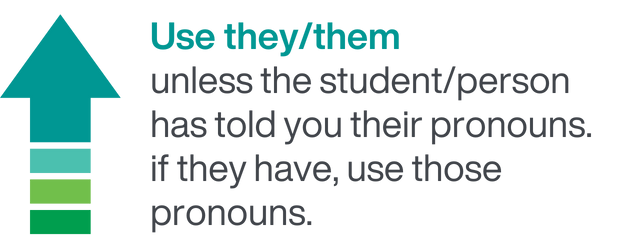 Use they/them
unless the student/person
has told you their pronouns.
if they have, use those
pronouns.